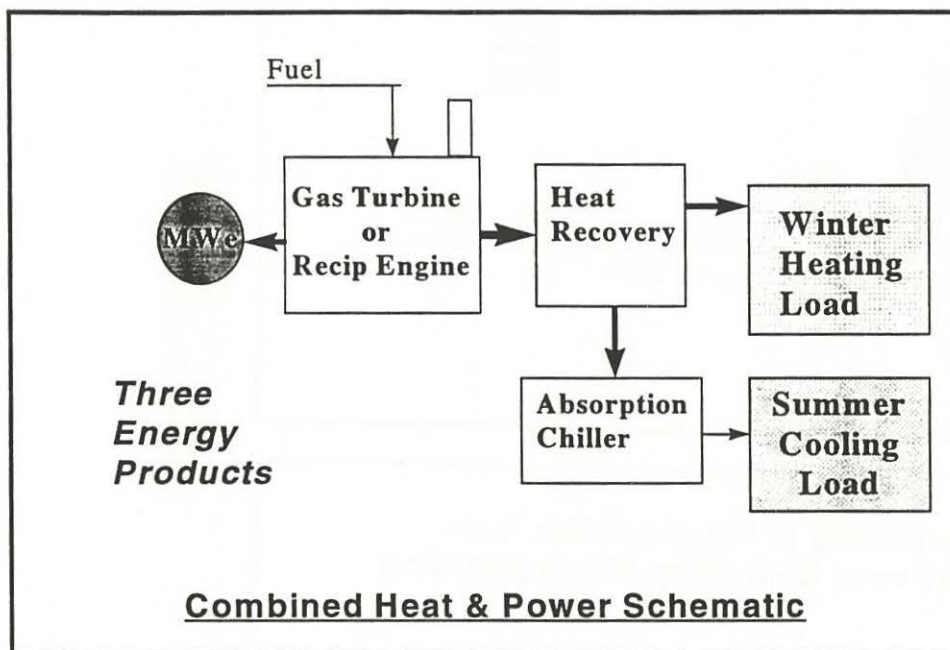 Fuel
MWe
Gas Turbine
or
Recip Engine
Heat
Recovery
Winter
Heating
Load
Absorption
Chiller
Summer
Cooling
Load
Three
Energy
Products
Combined Heat & Power Schematic